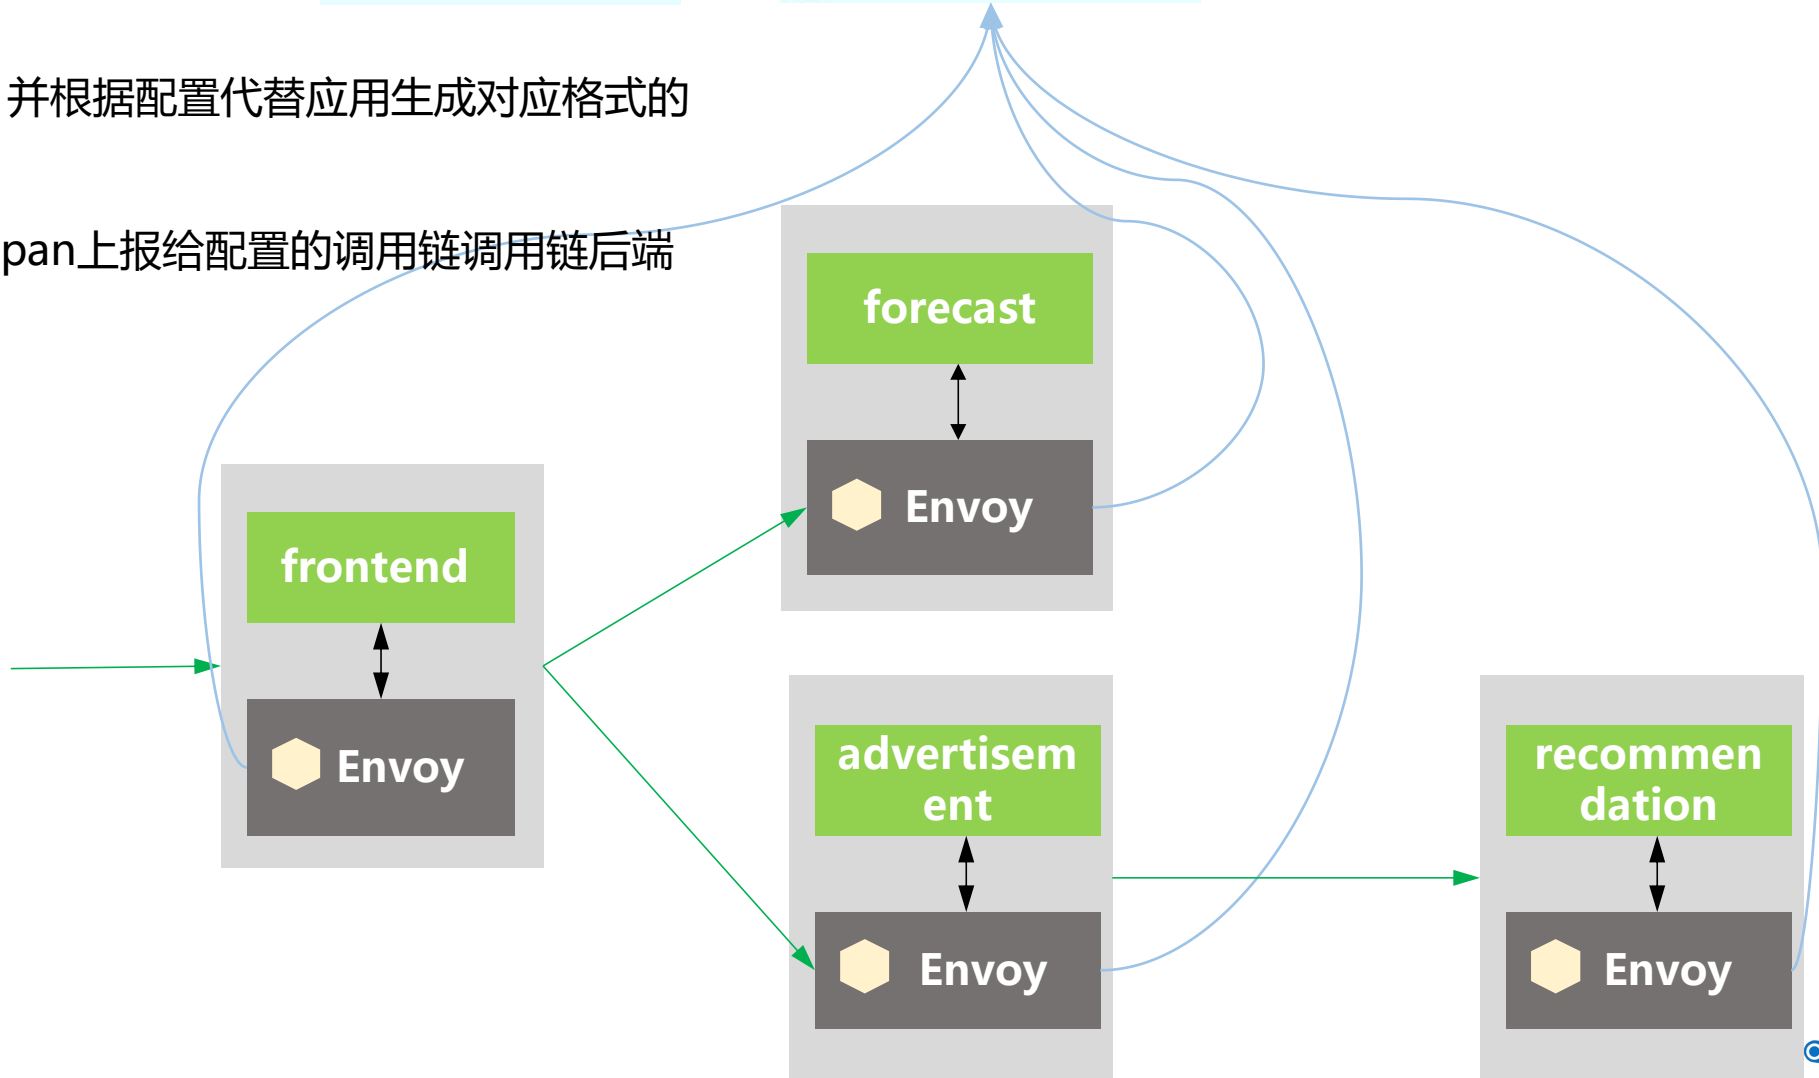 并根据配置代替应用生成对应格式的
pan上报给配置的调用链调用链后端
forecast
Envoy
frontend
Envoy
advertisem
ent
Envoy
recommen
dation
Envoy